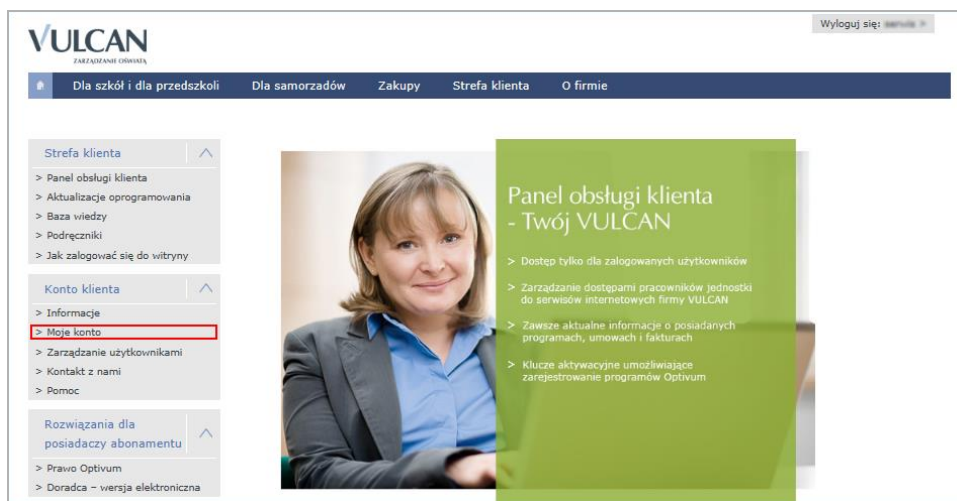 Wyloguj się:
VULCAN
ZARZĄDZANIE OŚWIATĄ
Dla szkół i dla przedszkoli Dla samorzadów Zakupy Strefa klienta O firmie
Strefa klienta
> Panel obsługi klienta
> Aktualizacje oprogramowania
> Baza wiedzy
> Podręczniki
> Jak zalogować się do witryny
Konto klienta
> Informacje
> Moje konto
> Zarządzanie użytkownikami
> Kontakt z nami
> Pomoc
Rozwiązania dla
posiadaczy abonamentu
> Prawo Optivum
> Doradca – wersja elektroniczna
Panel obsługi klienta
- Twój VULCAN
> Dostęp tylko dla zalogowanych użytkowników
> Zarządzanie dostępami pracowników jednostki
do serwisów internetowych firmy VULCAN
> Zawsze aktualne informacje o posiadanych
programach, umowach i fakturach
> Klucze aktywacyjne umożliwiające
zarejestrowanie programów Optivum